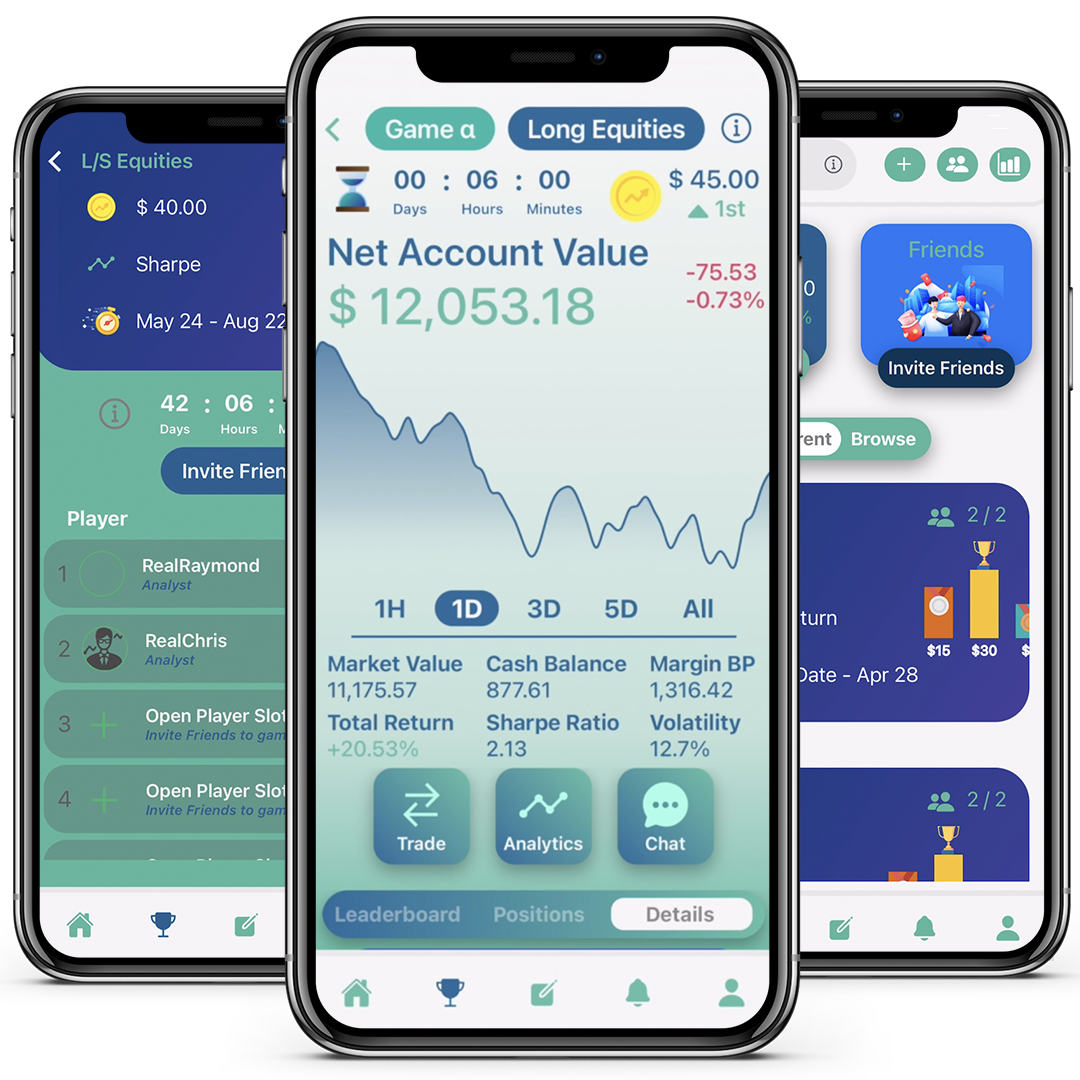 L/S Equities
$ 40.00
Sharpe
May 24 - Aug 22
42 : 06 :
Days Hours
Invite Frien
Player
1 RealRaymond
Analyst
2 RealChris
Analyst
3 Open Player Slot
Invite Friends to gam
4 Open Player Slot
Invite Friends to gam
Game α Long Equities
00 : 06 : 00
Days Hours Minutes
$ 45.00
1st
Net Account Value
$ 12,053.18
-75.53
-0.73%
1H 1D 3D 5D All
Market Value Cash Balance Margin BP
11,175.57 877.61 1,316.42
Total Return Sharpe Ratio Volatility
+20.53% 2.13 12.7%
Trade Analytics Chat
Leaderboard Positions Details
Friends
Invite Friends
rent Browse
2 / 2
turn
$15 $30 $
Date - Apr 28
2 / 2